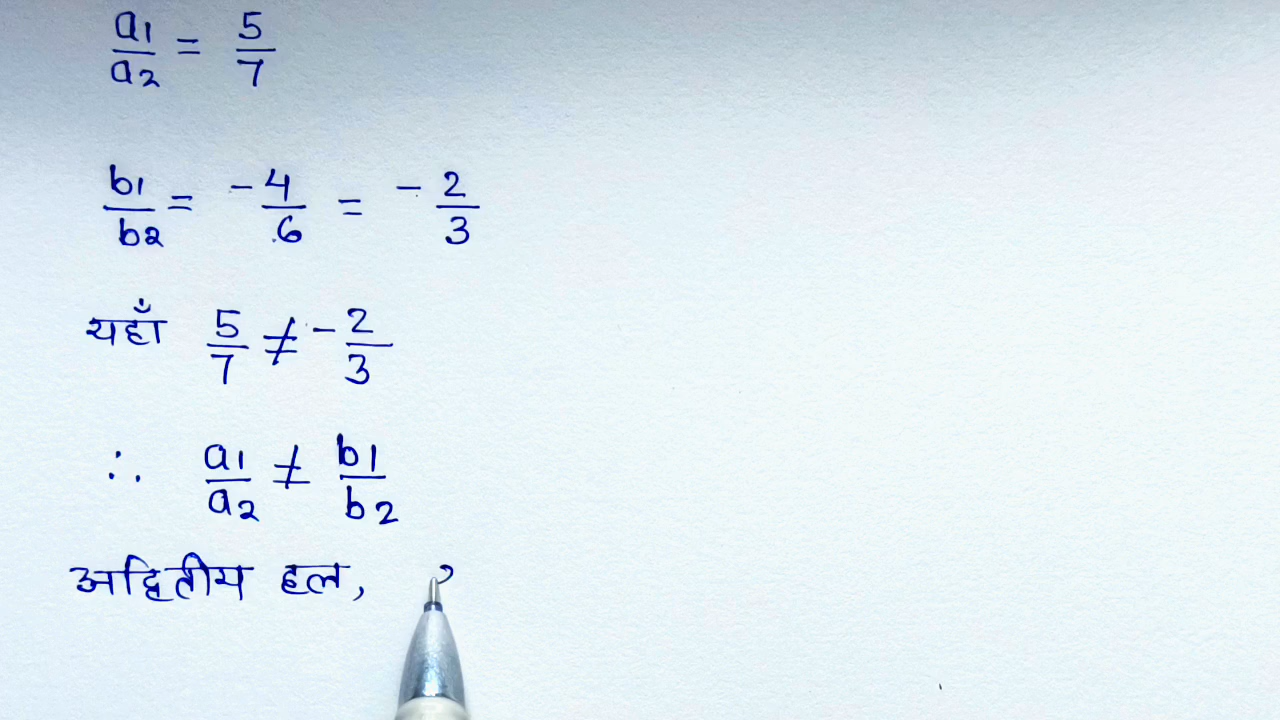 a1/a2 = 5/7
b1/b2 = -4/6 = -2/3
यहाँ 5/7 ≠ -2/3
∴ a1/a2 ≠ b1/b2
अद्वितीय हल,